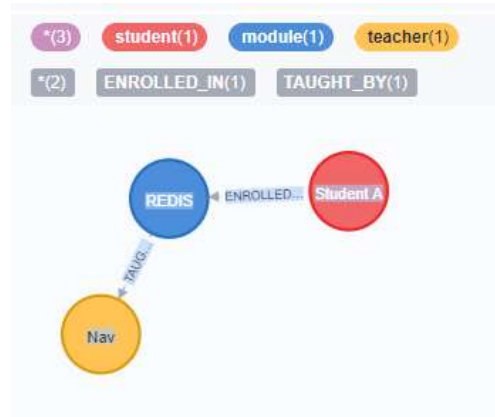 *(3) student(1) module(1) teacher(1)
*(2) ENROLLED_IN(1) TAUGHT_BY(1)
REDIS ENROLLED... Student A
TAUG...
Nav